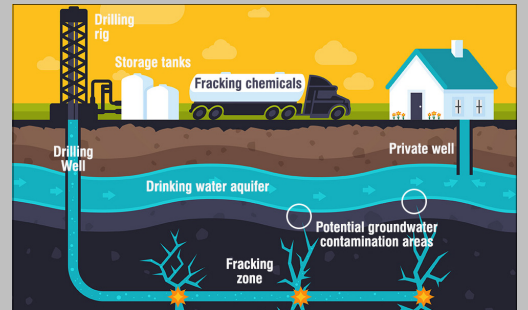 Drilling
rig
Storage tanks
Fracking chemicals
Drilling
Well
Private well
Drinking water aquifer
Potential groundwater
contamination areas
Fracking
zone